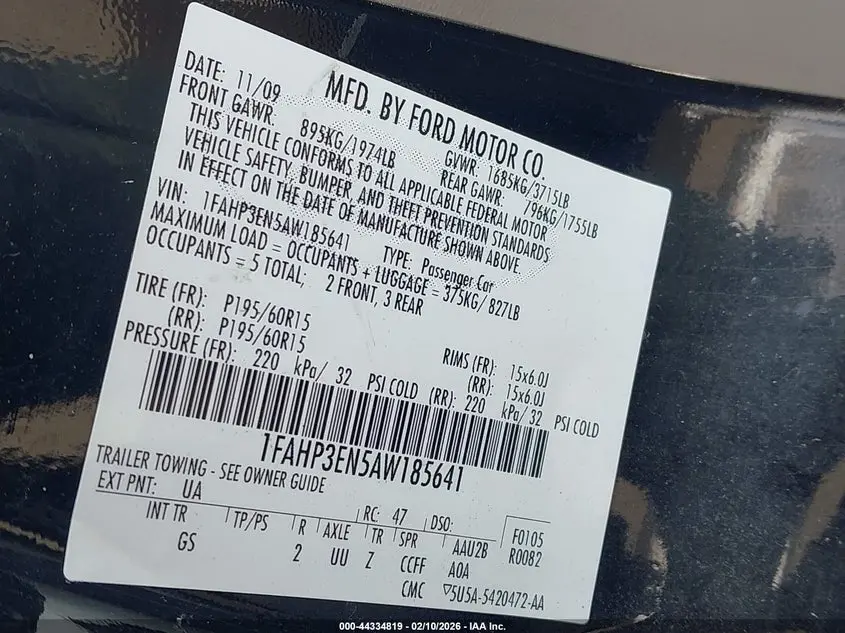 MFD. BY FORD MOTOR CO.
DATE: 11/09 GVWR: 1685KG/3715LB
FRONT GAWR: 895KG/1974LB REAR GAWR: 796KG/1755LB
THIS VEHICLE CONFORMS TO ALL APPLICABLE FEDERAL MOTOR
VEHICLE SAFETY, BUMPER, AND THEFT PREVENTION STANDARDS
IN EFFECT ON THE DATE OF MANUFACTURE SHOWN ABOVE.
VIN: 1FAHP3EN5AW185641 TYPE: Passenger Car
MAXIMUM LOAD = OCCUPANTS + LUGGAGE = 375KG/827LB
OCCUPANTS = 5 TOTAL; 2 FRONT, 3 REAR
TIRE (FR): P195/60R15 RIMS (FR): 15x6.0J
(RR): P195/60R15 (RR): 15x6.0J
PRESSURE (FR): 220 kPa/ 32 PSI COLD (RR): 220 kPa/ 32 PSI COLD
1FAHP3EN5AW185641
TRAILER TOWING - SEE OWNER GUIDE
EXT PNT: UA RC: 47 DSO:
INT TR TP/PS R AXLE TR SPR AAU2B F0105
GS 2 UU Z CCFF AOA R0082
CMC ▽5U5A-5420472-AA
000-44334819 - 02/10/2026 - IAA Inc.